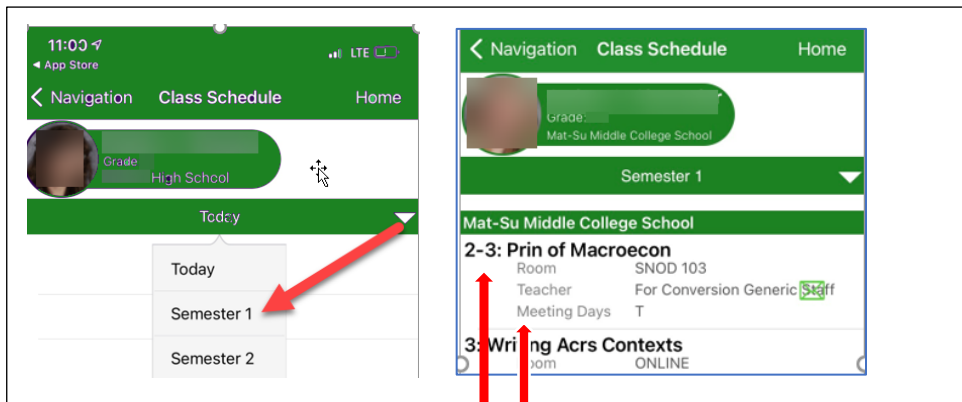 11:00
LTE
App Store
Navigation Class Schedule Home
Grade
High School
Today
Today
Semester 1
Semester 2
Navigation Class Schedule Home
Grade:
Mat-Su Middle College School
Semester 1
Mat-Su Middle College School
2-3: Prin of Macroecon
Room SNOD 103
Teacher For Conversion Generic Staff
Meeting Days T
3: Writing Acrs Contexts
Room ONLINE